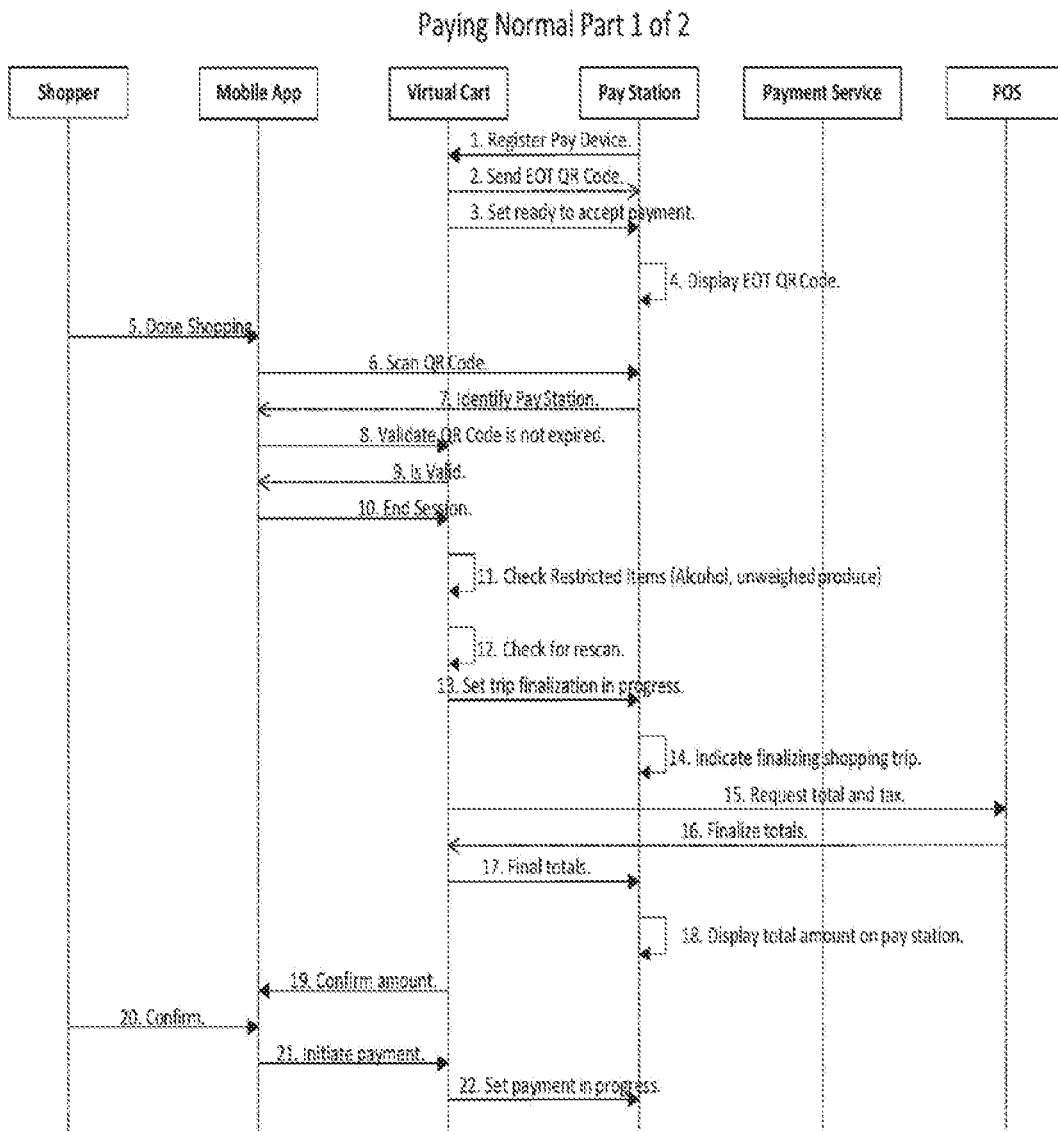 Paying Normal Part 1 of 2
Shopper
Mobile App
Virtual Cart
Pay Station
Payment Service
POS
1. Register Pay Device.
2. Send EOT QR Code.
3. Set ready to accept payment.
4. Display EOT QR Code.
5. Done Shopping
6. Scan QR Code.
7. Identify Pay Station.
8. Validate QR Code is not expired.
9. Is Valid.
10. End Session.
11. Check Restricted Items (Alcohol, unweighed produce)
12. Check for rescan.
13. Set trip finalization in progress.
14. Indicate finalizing shopping trip.
15. Request total and tax.
16. Finalize totals.
17. Final totals.
18. Display total amount on pay station.
19. Confirm amount.
20. Confirm.
21. Initiate payment.
22. Set payment in progress.